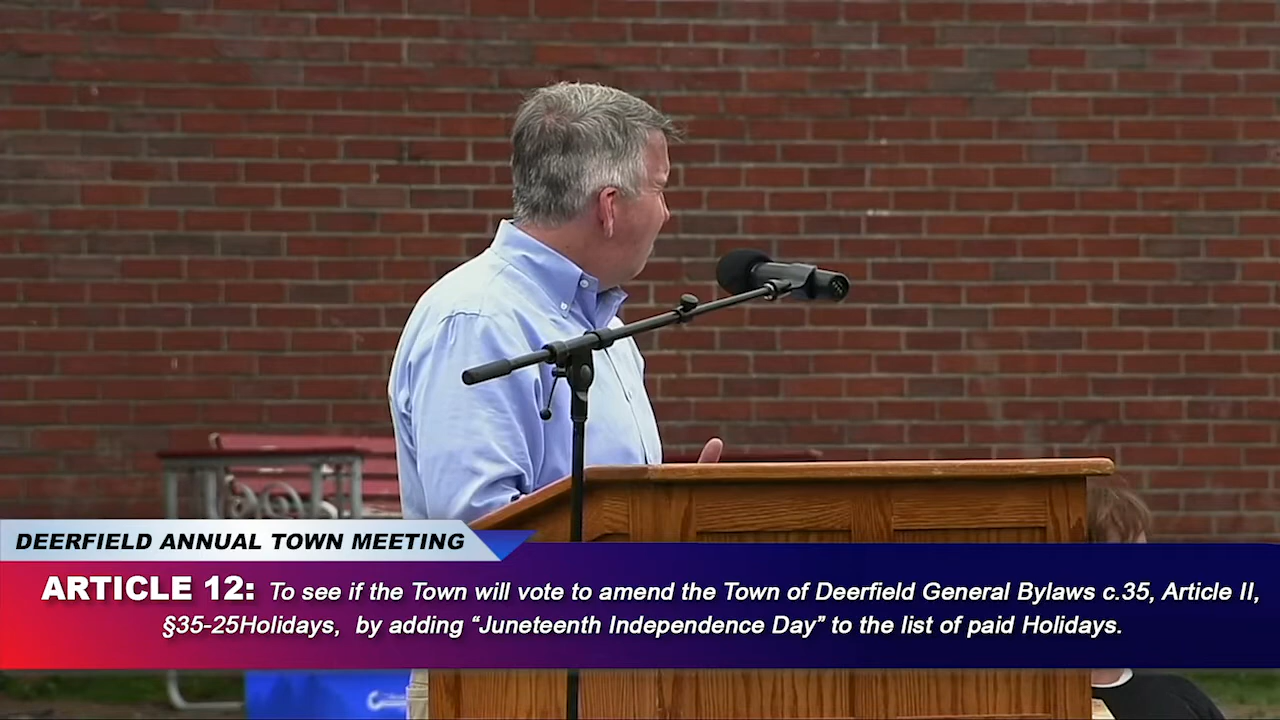 DEERFIELD ANNUAL TOWN MEETING
ARTICLE 12: To see if the Town will vote to amend the Town of Deerfield General Bylaws c.35, Article II,
§35-25Holidays, by adding “Juneteenth Independence Day” to the list of paid Holidays.